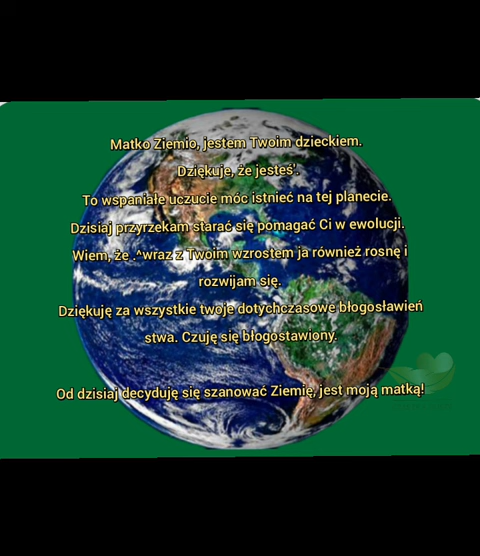 Matko Ziemio, jestem Twoim dzieckiem.
Dziękuje, że jesteś'.
To wspaniałe uczucie móc istnieć na tej planecie.
Dzisiaj przyrzekam starać się pomagać Ci w ewolucji.
Wiem, że .^wraz z Twoim wzrostem ja również rosnę i
rozwijam się.
Dziękuję za wszystkie twoje dotychczasowe błogosławień
stwa. Czuję się błogostawiony.
Od dzisiaj decyduję się szanować Ziemię, jest moją matką!